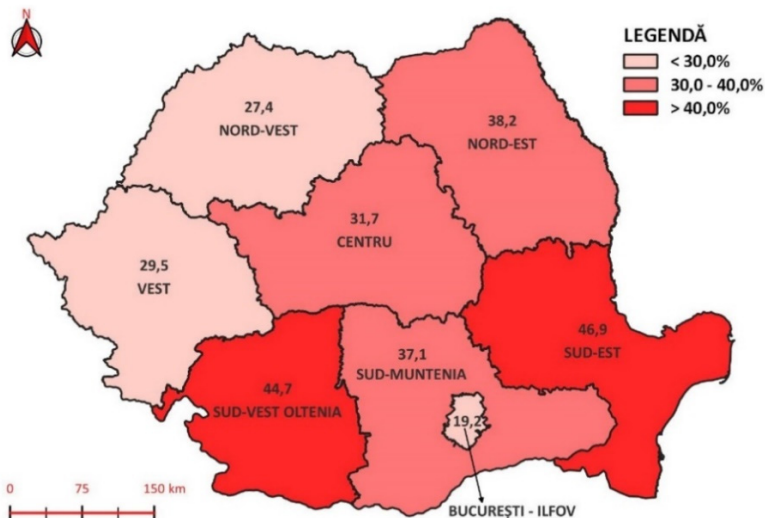 N
LEGENDĂ
< 30,0%
30,0 - 40,0%
> 40,0%
27,4
NORD-VEST
38,2
NORD-EST
31,7
CENTRU
29,5
VEST
46,9
SUD-EST
37,1
SUD-MUNTENIA
44,7
SUD-VEST OLTENIA
19,2
BUCUREȘTI - ILFOV
0 75 150 km